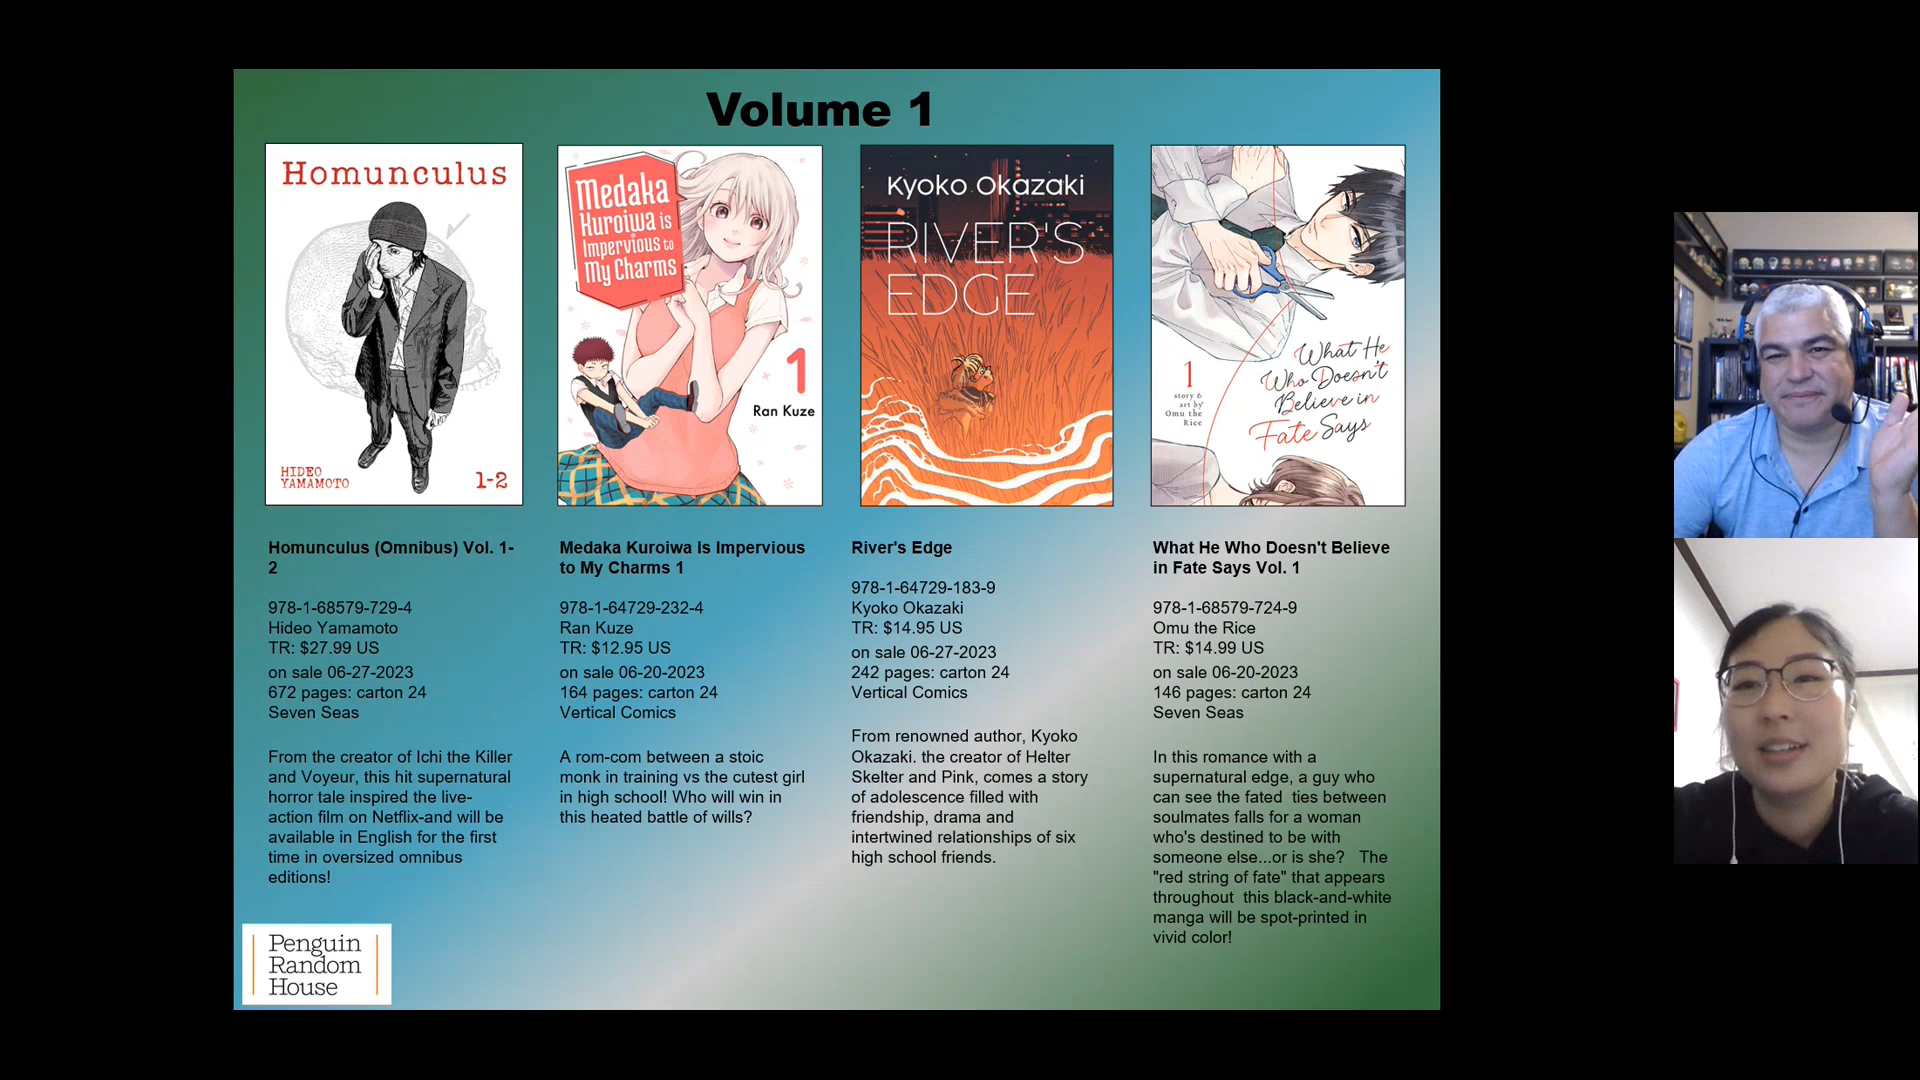 Volume 1
Homunculus
HIDEO
YAMAMOTO
1-2
Medaka
Kuroiwa is
Impervious to
My Charms
1
Ran Kuze
Kyoko Okazaki
RIVER'S
EDGE
What He
Who Doesn't
Believe in
Fate Says
1
story &
art by
Omu the
Rice
Homunculus (Omnibus) Vol. 1-
2
978-1-68579-729-4
Hideo Yamamoto
TR: $27.99 US
on sale 06-27-2023
672 pages: carton 24
Seven Seas
From the creator of Ichi the Killer
and Voyeur, this hit supernatural
horror tale inspired the live-
action film on Netflix-and will be
available in English for the first
time in oversized omnibus
editions!
Medaka Kuroiwa Is Impervious
to My Charms 1
978-1-64729-232-4
Ran Kuze
TR: $12.95 US
on sale 06-20-2023
164 pages: carton 24
Vertical Comics
A rom-com between a stoic
monk in training vs the cutest girl
in high school! Who will win in
this heated battle of wills?
River's Edge
978-1-64729-183-9
Kyoko Okazaki
TR: $14.95 US
on sale 06-27-2023
242 pages: carton 24
Vertical Comics
From renowned author, Kyoko
Okazaki. the creator of Helter
Skelter and Pink, comes a story
of adolescence filled with
friendship, drama and
intertwined relationships of six
high school friends.
What He Who Doesn't Believe
in Fate Says Vol. 1
978-1-68579-724-9
Omu the Rice
TR: $14.99 US
on sale 06-20-2023
146 pages: carton 24
Seven Seas
In this romance with a
supernatural edge, a guy who
can see the fated  ties between
soulmates falls for a woman
who's destined to be with
someone else...or is she?   The
"red string of fate" that appears
throughout  this black-and-white
manga will be spot-printed in
vivid color!
Penguin
Random
House